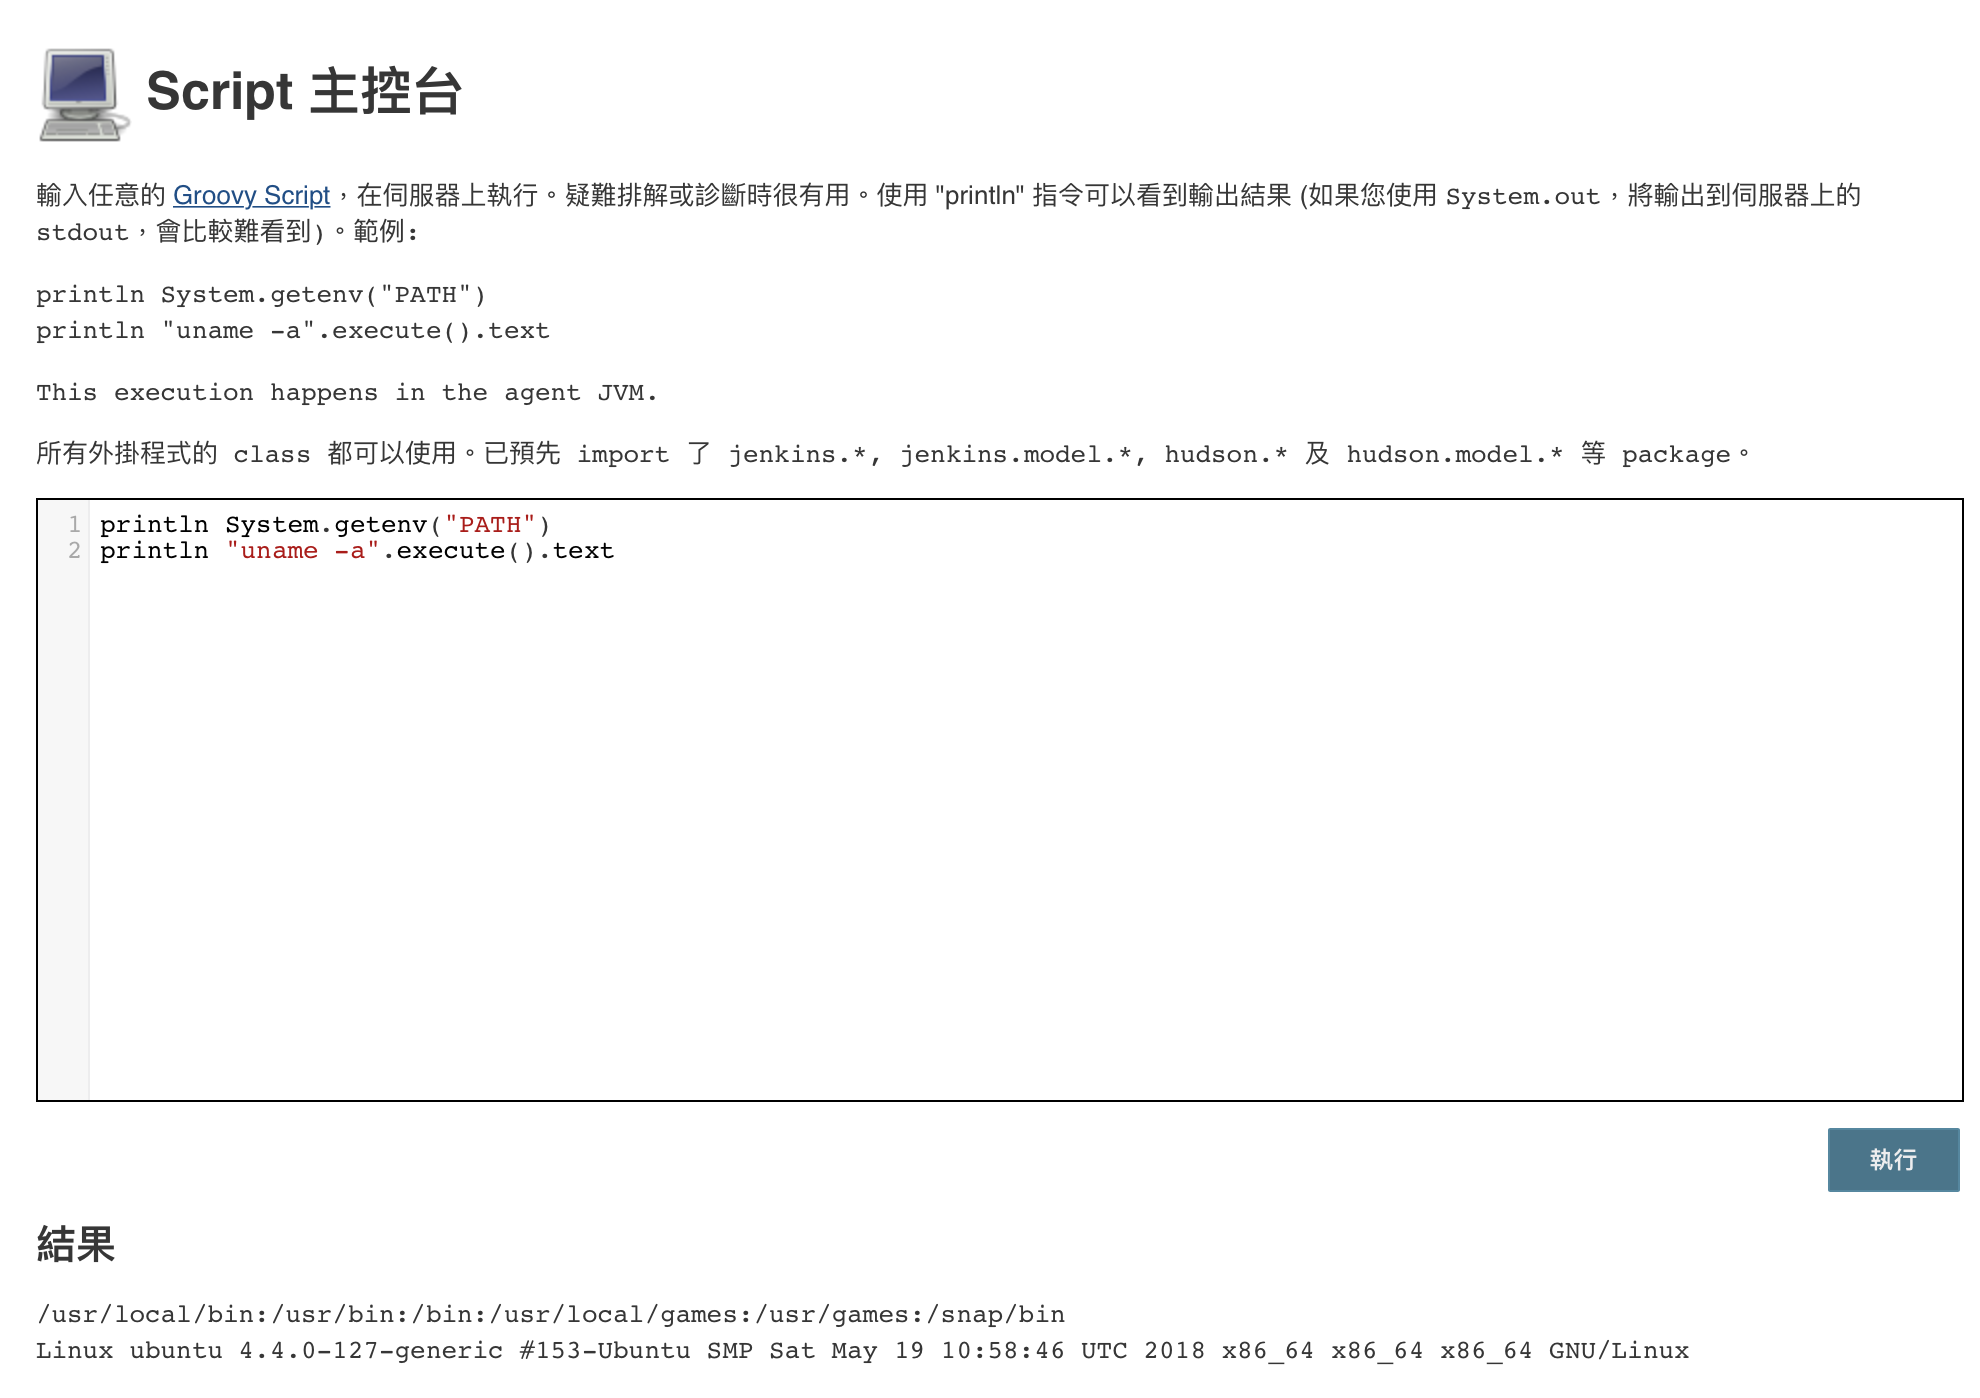 Script 主控台
輸入任意的 Groovy Script，在伺服器上執行。疑難排解或診斷時很有用。使用 "println" 指令可以看到輸出結果 (如果您使用 System.out，將輸出到伺服器上的
stdout，會比較難看到)。範例:
println System.getenv("PATH")
println "uname -a".execute().text
This execution happens in the agent JVM.
所有外掛程式的 class 都可以使用。已預先 import 了 jenkins.*, jenkins.model.*, hudson.* 及 hudson.model.* 等 package。
1 println System.getenv("PATH")
2 println "uname -a".execute().text
執行
結果
/usr/local/bin:/usr/bin:/bin:/usr/local/games:/usr/games:/snap/bin
Linux ubuntu 4.4.0-127-generic #153-Ubuntu SMP Sat May 19 10:58:46 UTC 2018 x86_64 x86_64 x86_64 GNU/Linux